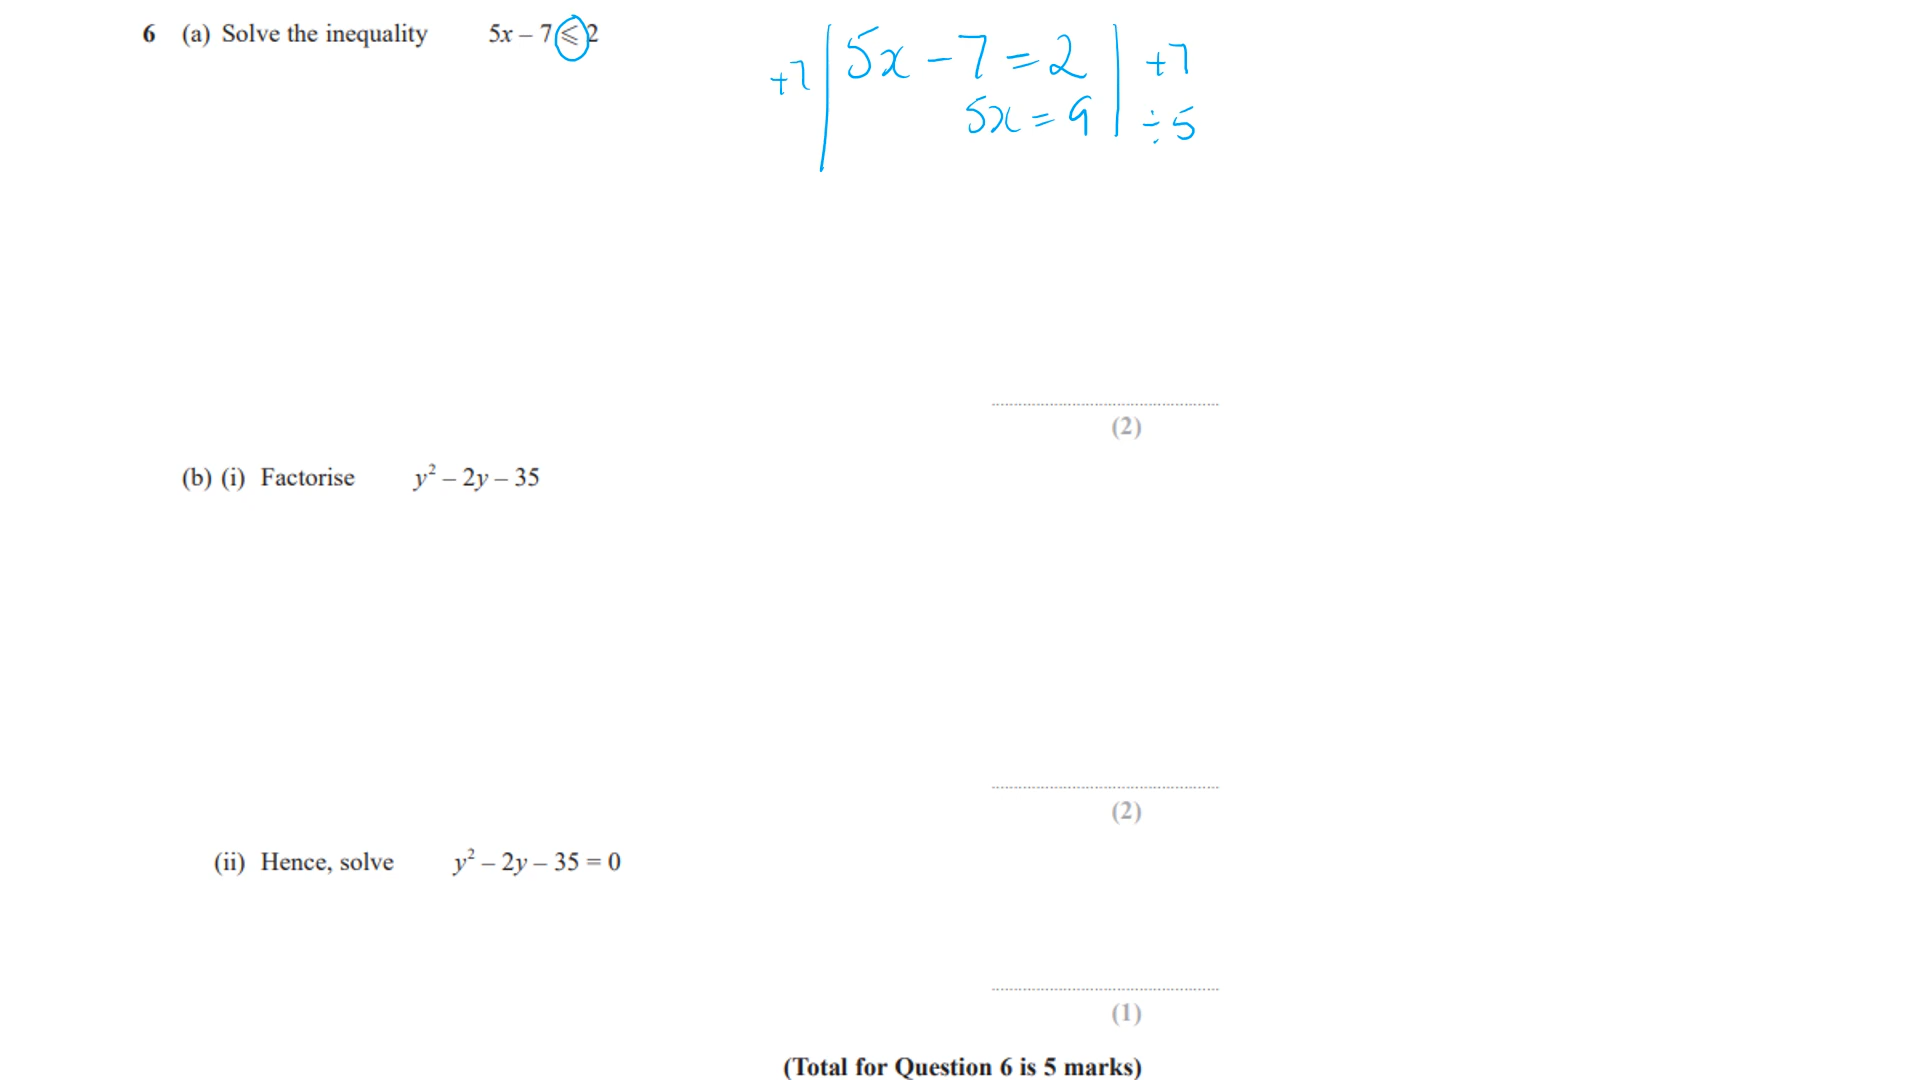 6 (a) Solve the inequality 5x – 7 ⩽ 2
5x - 7 = 2 | +7
+7 |
5x = 9 | ÷ 5
(2)
(b) (i) Factorise y² – 2y – 35
(2)
(ii) Hence, solve y² – 2y – 35 = 0
(1)
(Total for Question 6 is 5 marks)